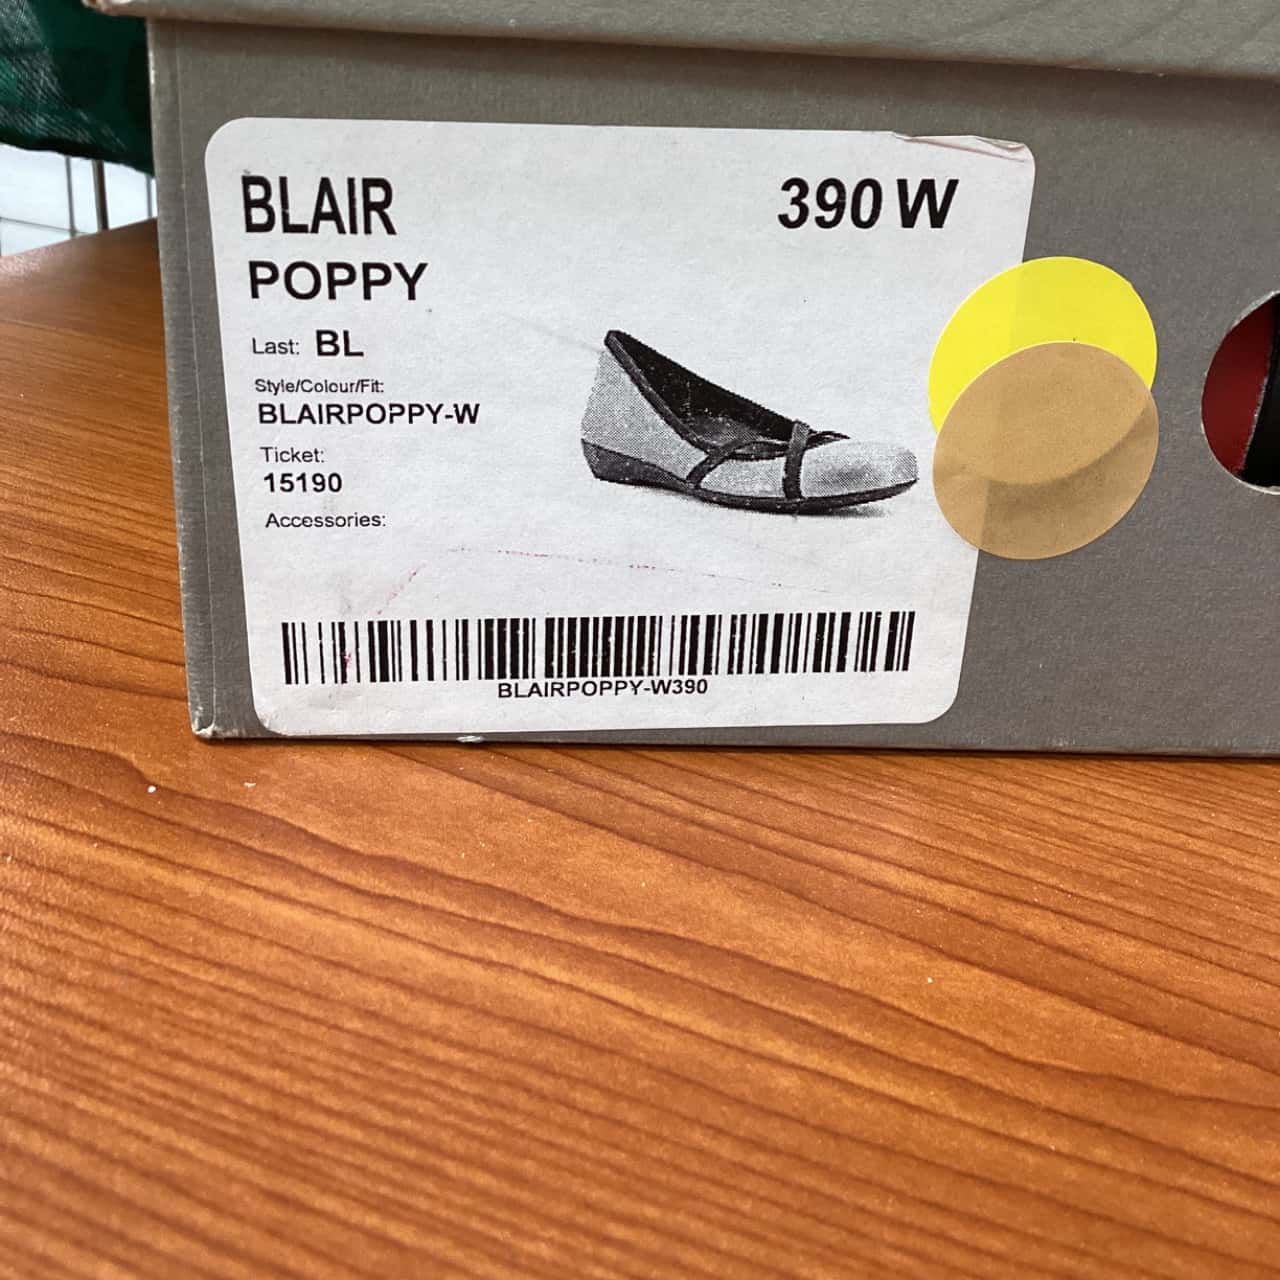 BLAIR
390 W
POPPY
Last: BL
Style/Colour/Fit:
BLAIRPOPPY-W
Ticket:
15190
Accessories:
BLAIRPOPPY-W390